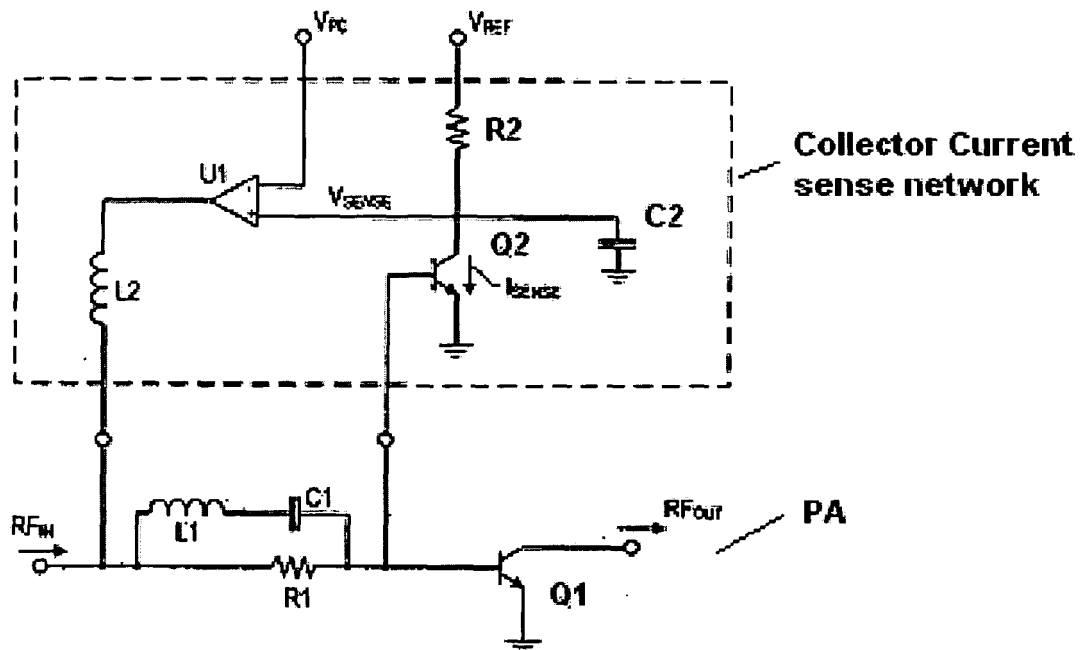 VPC
VREF
R2
Collector Current
sense network
U1
VSENSE
C2
Q2
ISENSE
L2
C1
L1
RFIN
R1
RFOUT
PA
Q1